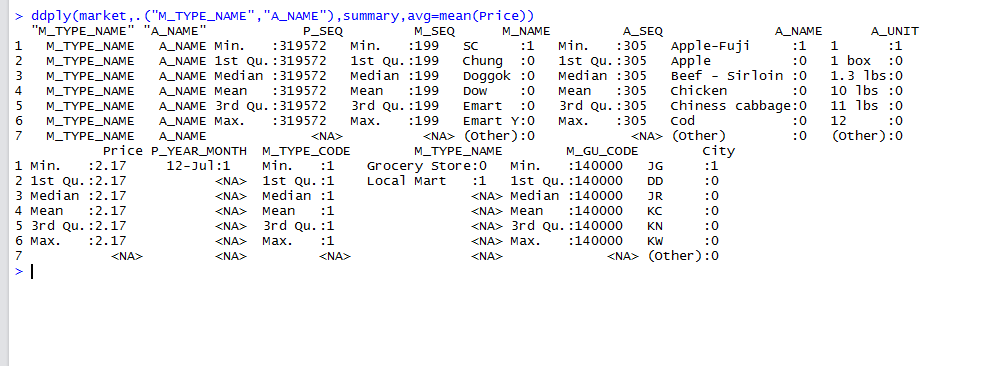 > ddply(market,.("M_TYPE_NAME","A_NAME"),summary,avg=mean(Price))
"M_TYPE_NAME" "A_NAME" P_SEQ M_SEQ M_NAME A_SEQ A_NAME A_UNIT
1 M_TYPE_NAME A_NAME Min. :319572 Min. :199 SC :1 Min. :305 Apple-Fuji :1 1 :1
2 M_TYPE_NAME A_NAME 1st Qu.:319572 1st Qu.:199 Chung :0 1st Qu.:305 Apple :0 1 box :0
3 M_TYPE_NAME A_NAME Median :319572 Median :199 Doggok :0 Median :305 Beef - Sirloin :0 1.3 lbs:0
4 M_TYPE_NAME A_NAME Mean :319572 Mean :199 Dow :0 Mean :305 Chicken :0 10 lbs :0
5 M_TYPE_NAME A_NAME 3rd Qu.:319572 3rd Qu.:199 Emart :0 3rd Qu.:305 Chiness cabbage:0 11 lbs :0
6 M_TYPE_NAME A_NAME Max. :319572 Max. :199 Emart Y:0 Max. :305 Cod :0 12 :0
7 M_TYPE_NAME A_NAME <NA> <NA> (Other):0 <NA> (Other) :0 (Other):0
Price P_YEAR_MONTH M_TYPE_CODE M_TYPE_NAME M_GU_CODE City
1 Min. :2.17 12-Jul:1 Min. :1 Grocery Store:0 Min. :140000 JG :1
2 1st Qu.:2.17 <NA> 1st Qu.:1 Local Mart :1 1st Qu.:140000 DD :0
3 Median :2.17 <NA> Median :1 <NA> Median :140000 JR :0
4 Mean :2.17 <NA> Mean :1 <NA> Mean :140000 KC :0
5 3rd Qu.:2.17 <NA> 3rd Qu.:1 <NA> 3rd Qu.:140000 KN :0
6 Max. :2.17 <NA> Max. :1 <NA> Max. :140000 KW :0
7 <NA> <NA> <NA> <NA> <NA> (Other):0
>